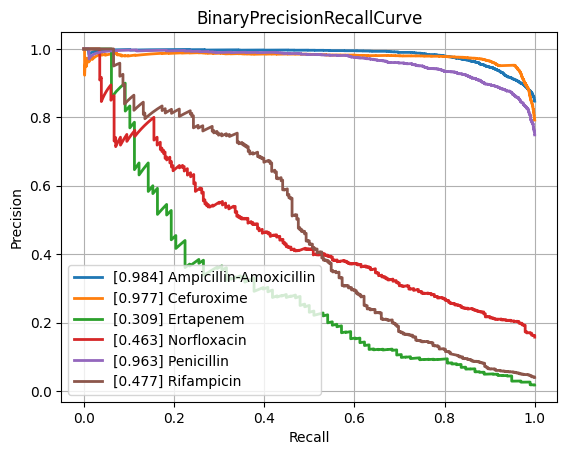 BinaryPrecisionRecallCurve
1.0
0.8
0.6
0.4
0.2
0.0
Precision
[0.984] Ampicillin-Amoxicillin
[0.977] Cefuroxime
[0.309] Ertapenem
[0.463] Norfloxacin
[0.963] Penicillin
[0.477] Rifampicin
0.0 0.2 0.4 0.6 0.8 1.0
Recall